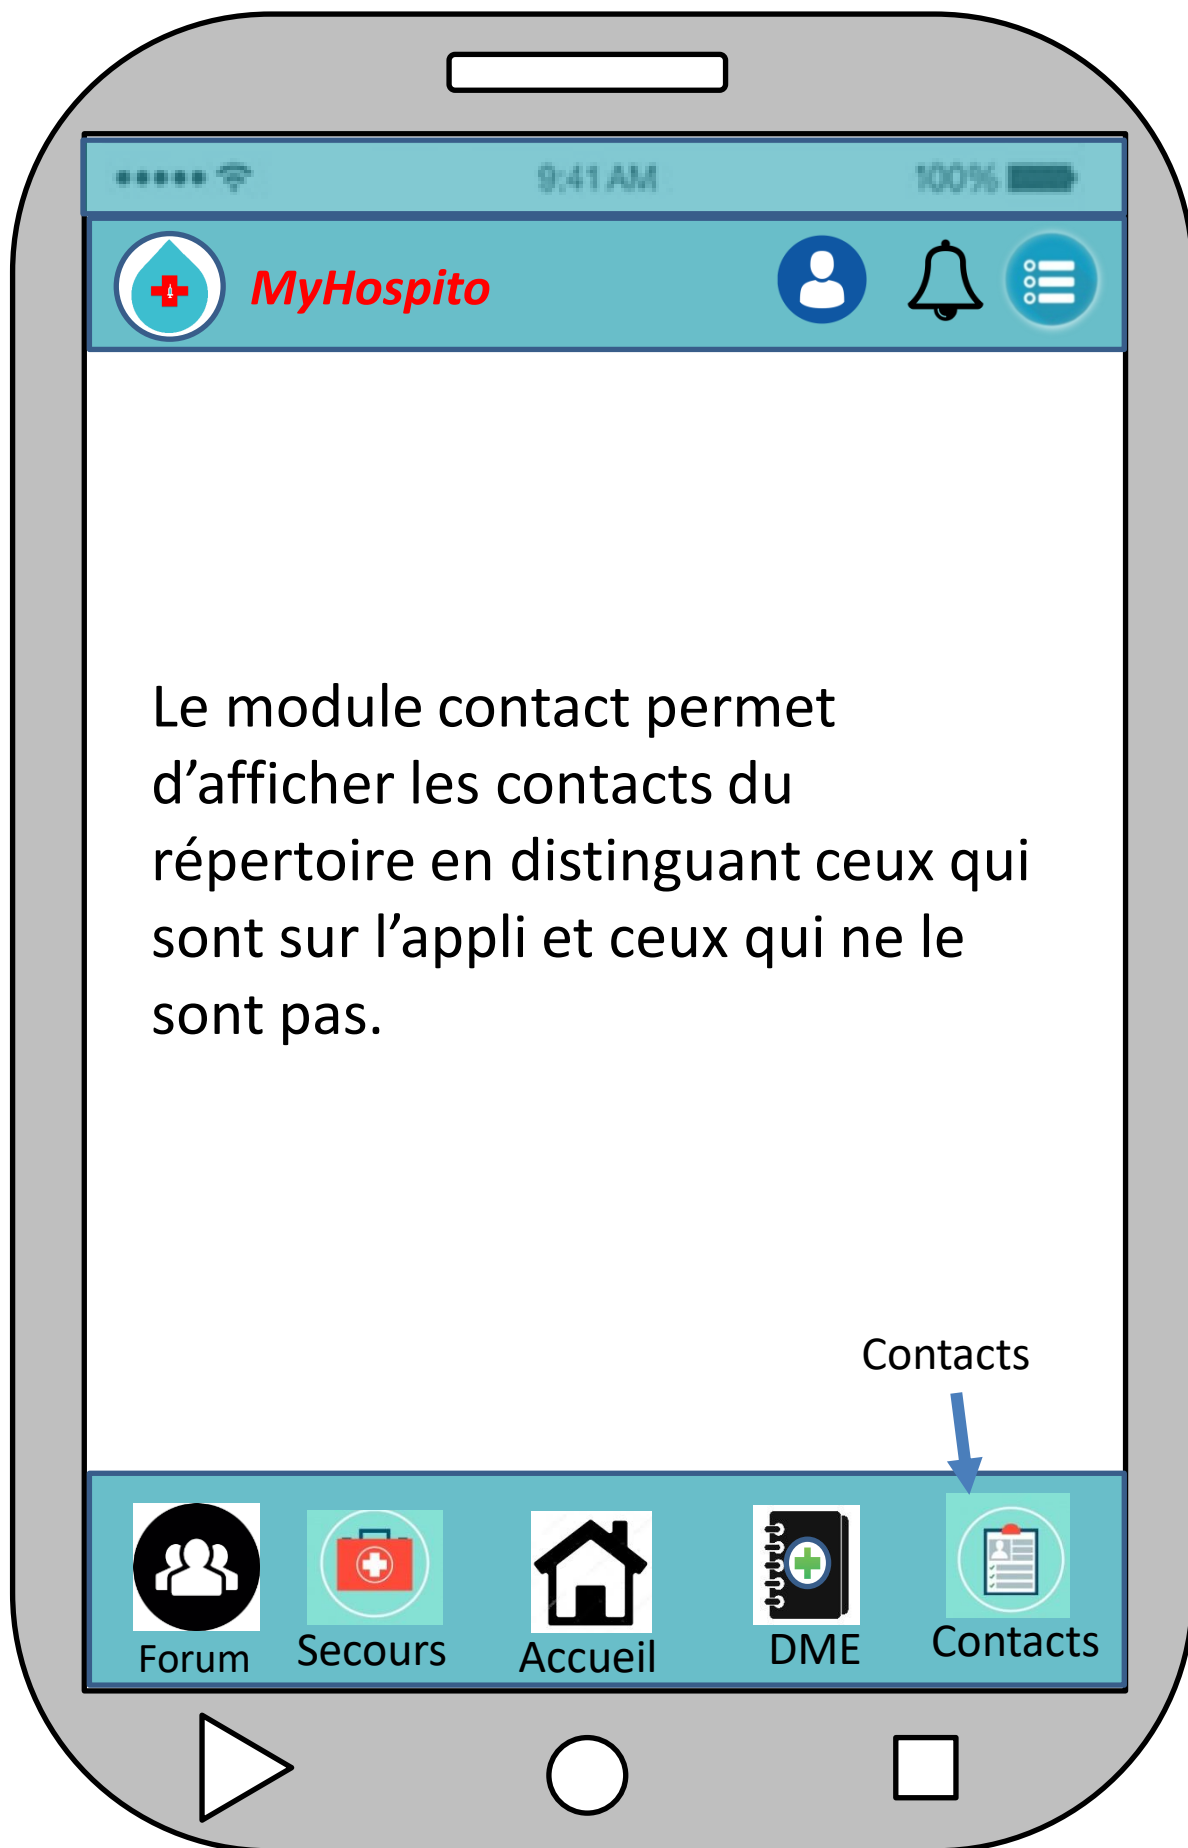 9:41 AM 100%
MyHospito
Le module contact permet
d’afficher les contacts du
répertoire en distinguant ceux qui
sont sur l’appli et ceux qui ne le
sont pas.
Contacts
Forum Secours Accueil DME Contacts